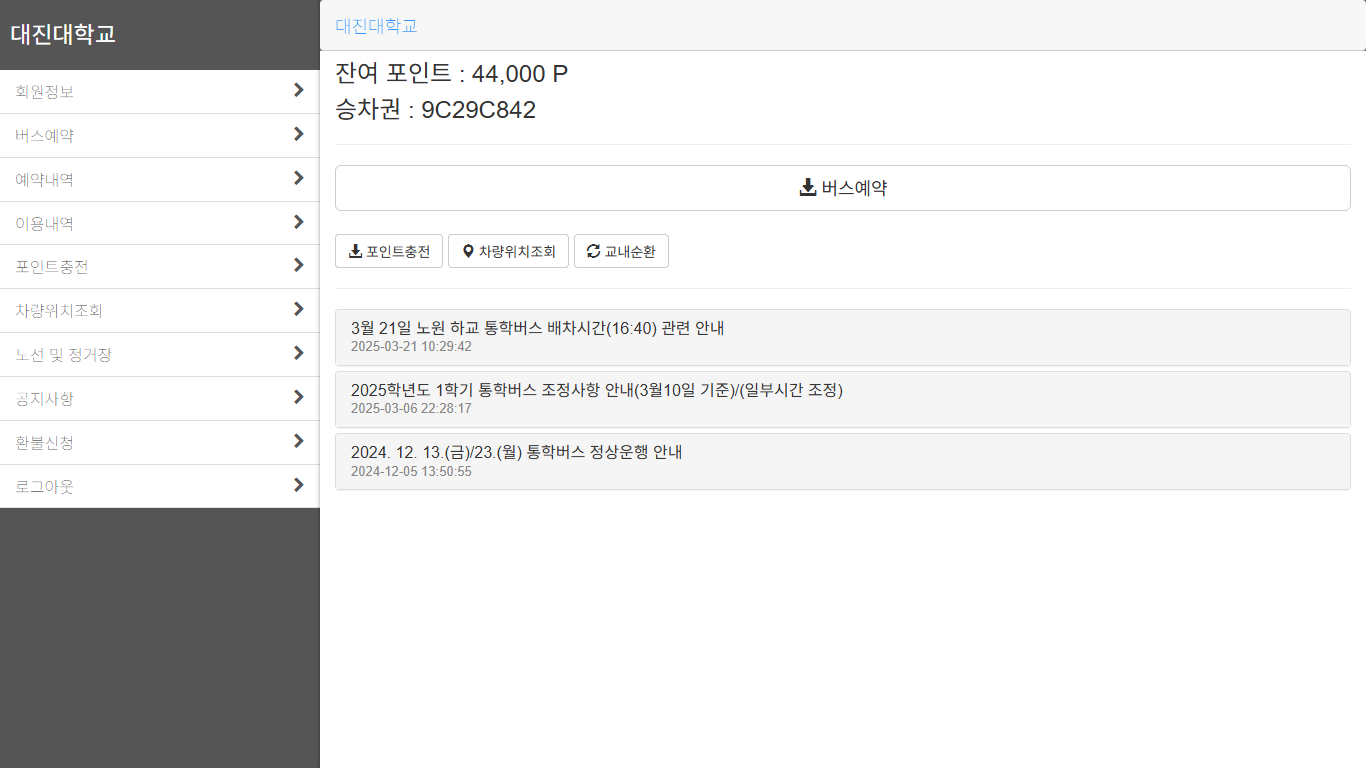 대진대학교
회원정보
버스예약
예약내역
이용내역
포인트충전
차량위치조회
노선 및 정거장
공지사항
환불신청
로그아웃
대진대학교
잔여 포인트 : 44,000 P
승차권 : 9C29C842
버스예약
포인트충전 차량위치조회 교내순환
3월 21일 노원 하교 통학버스 배차시간(16:40) 관련 안내
2025-03-21 10:29:42
2025학년도 1학기 통학버스 조정사항 안내(3월10일 기준)/(일부시간 조정)
2025-03-06 22:28:17
2024. 12. 13.(금)/23.(월) 통학버스 정상운행 안내
2024-12-05 13:50:55